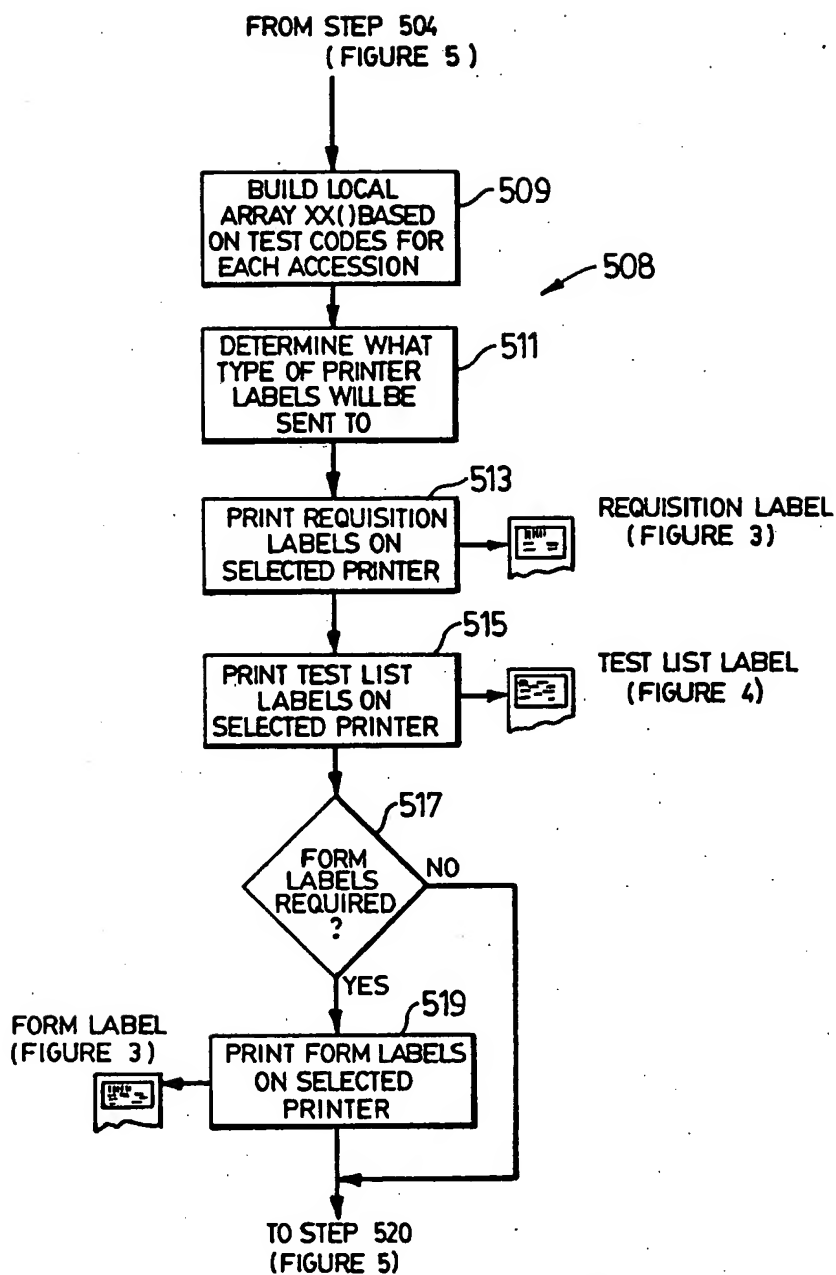 FROM STEP 504
(FIGURE 5)
BUILD LOCAL
ARRAY XX() BASED
ON TEST CODES FOR
EACH ACCESSION
509
508
DETERMINE WHAT
TYPE OF PRINTER
LABELS WILL BE
SENT TO
511
513
PRINT REQUISITION
LABELS ON
SELECTED PRINTER
REQUISITION LABEL
(FIGURE 3)
515
PRINT TEST LIST
LABELS ON
SELECTED PRINTER
TEST LIST LABEL
(FIGURE 4)
517
FORM
LABELS
REQUIRED
?
NO
YES
519
FORM LABEL
(FIGURE 3)
PRINT FORM LABELS
ON SELECTED
PRINTER
TO STEP 520
(FIGURE 5)